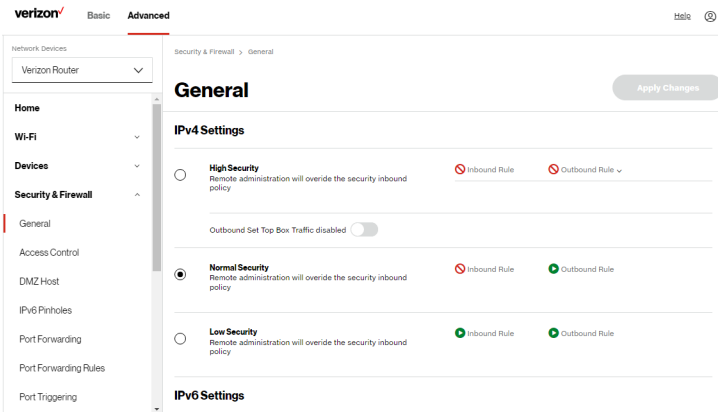 verizon
Basic
Advanced
Help
Network Devices
Verizon Router
Home
Wi-Fi
Devices
Security & Firewall
General
Access Control
DMZ Host
IPv6 Pinholes
Port Forwarding
Port Forwarding Rules
Port Triggering
Security & Firewall > General
General
Apply Changes
IPv4 Settings
High Security
Remote administration will overide the security inbound
policy
Inbound Rule
Outbound Rule
Outbound Set Top Box Traffic disabled
Normal Security
Remote administration will overide the security inbound
policy
Inbound Rule
Outbound Rule
Low Security
Remote administration will overide the security inbound
policy
Inbound Rule
Outbound Rule
IPv6 Settings